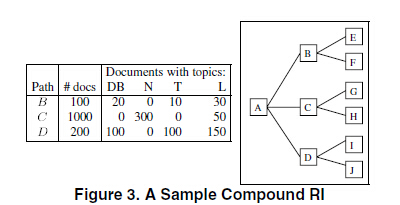 Documents with topics:
Path # docs DB N T L
B 100 20 0 10 30
C 1000 0 300 0 50
D 200 100 0 100 150
A
B
C
D
E
F
G
H
I
J
Figure 3. A Sample Compound RI